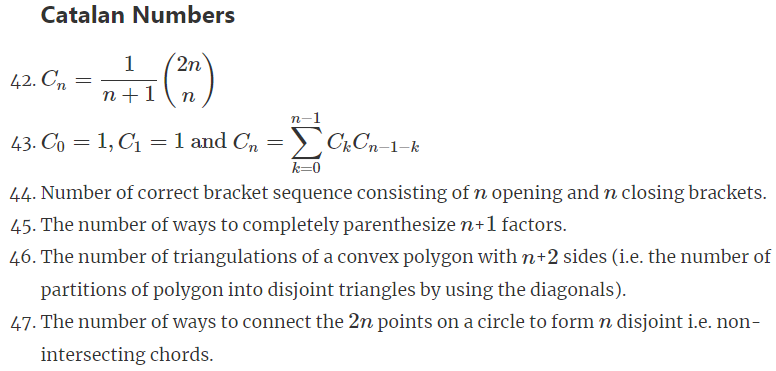 Catalan Numbers
42. $C_n = \frac{1}{n+1}\binom{2n}{n}$
43. $C_0 = 1, C_1 = 1 \text{ and } C_n = \sum_{k=0}^{n-1} C_k C_{n-1-k}$
44. Number of correct bracket sequence consisting of $n$ opening and $n$ closing brackets.
45. The number of ways to completely parenthesize $n$+1 factors.
46. The number of triangulations of a convex polygon with $n$+2 sides (i.e. the number of
partitions of polygon into disjoint triangles by using the diagonals).
47. The number of ways to connect the $2n$ points on a circle to form $n$ disjoint i.e. non-
intersecting chords.